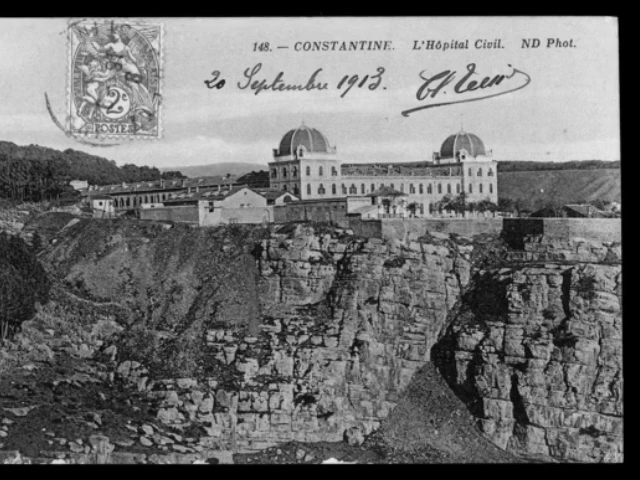 148. — CONSTANTINE. L'Hôpital Civil. ND Phot.
20 Septembre 1913.
2c
POSTES